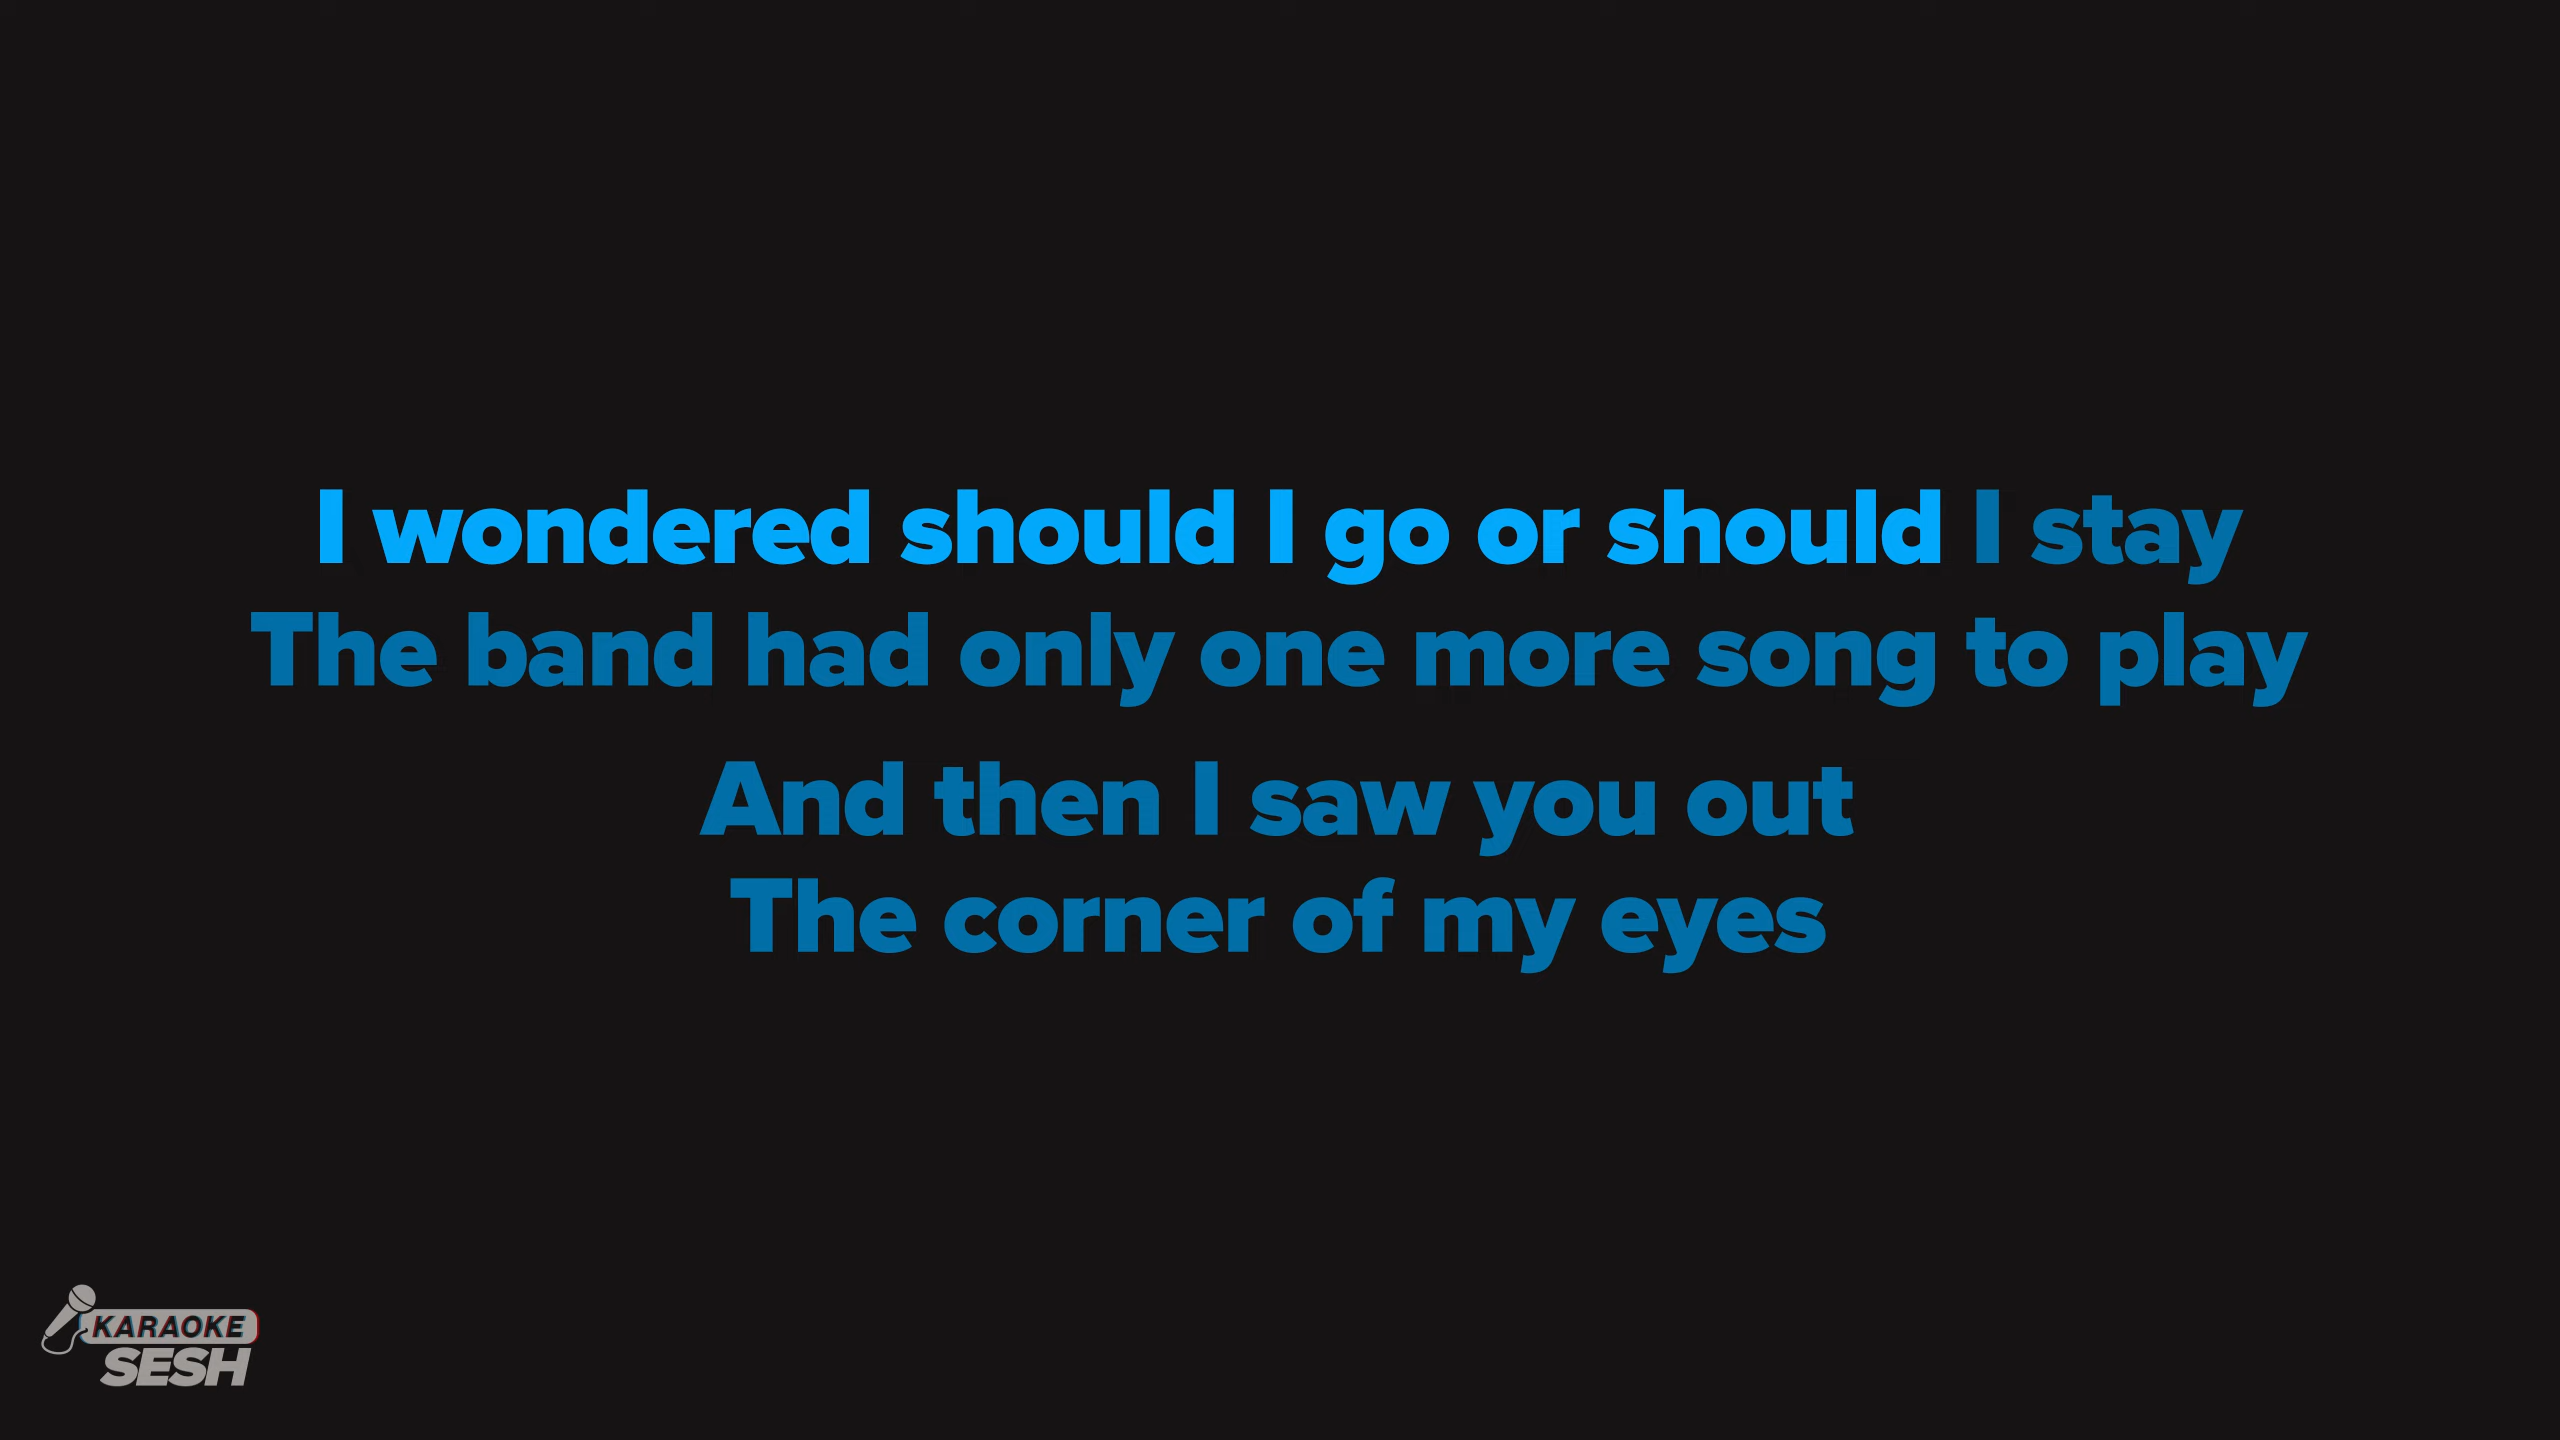 I wondered should I go or should I stay
The band had only one more song to play
And then I saw you out
The corner of my eyes
KARAOKE
SESH